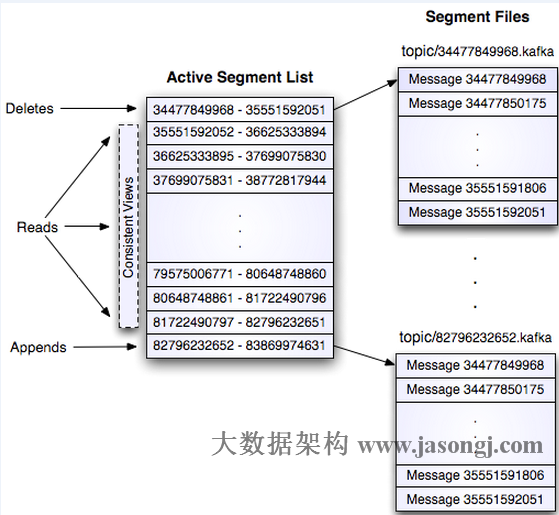 Segment Files
topic/34477849968.kafka
Active Segment List
Message 34477849968
Message 34477850175
.
.
.
Message 35551591806
Message 35551592051
Deletes
34477849968 - 35551592051
35551592052 - 36625333894
36625333895 - 37699075830
37699075831 - 38772817944
.
.
.
79575006771 - 80648748860
80648748861 - 81722490796
81722490797 - 82796232651
82796232652 - 83869974631
Reads
Consistent Views
Appends
.
.
.
topic/82796232652.kafka
Message 34477849968
Message 34477850175
.
.
.
Message 35551591806
Message 35551592051
大数据架构 www.jasongj.com